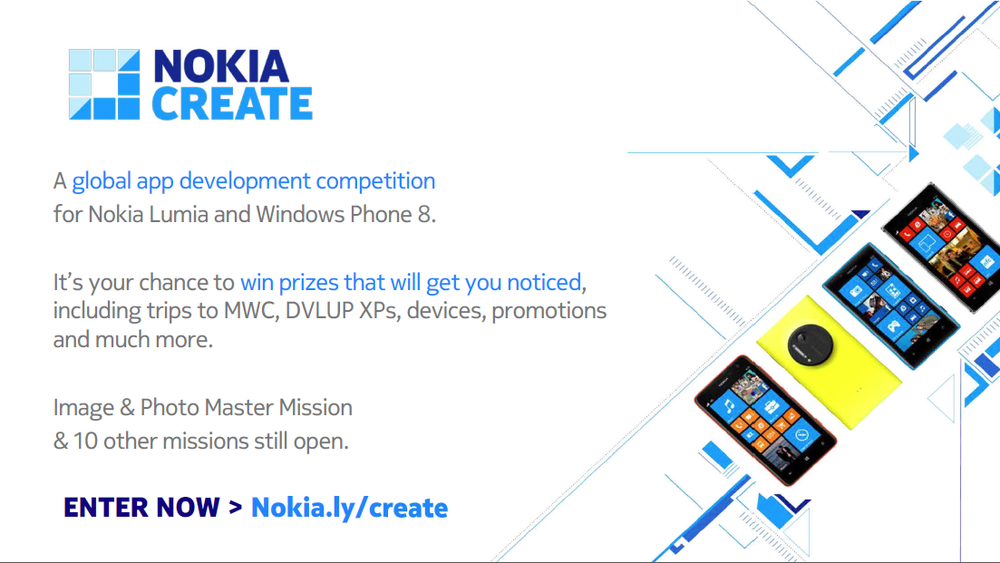 NOKIA
CREATE
A global app development competition
for Nokia Lumia and Windows Phone 8.
It's your chance to win prizes that will get you noticed,
including trips to MWC, DVLUP XPs, devices, promotions
and much more.
Image & Photo Master Mission
& 10 other missions still open.
ENTER NOW > Nokia.ly/create